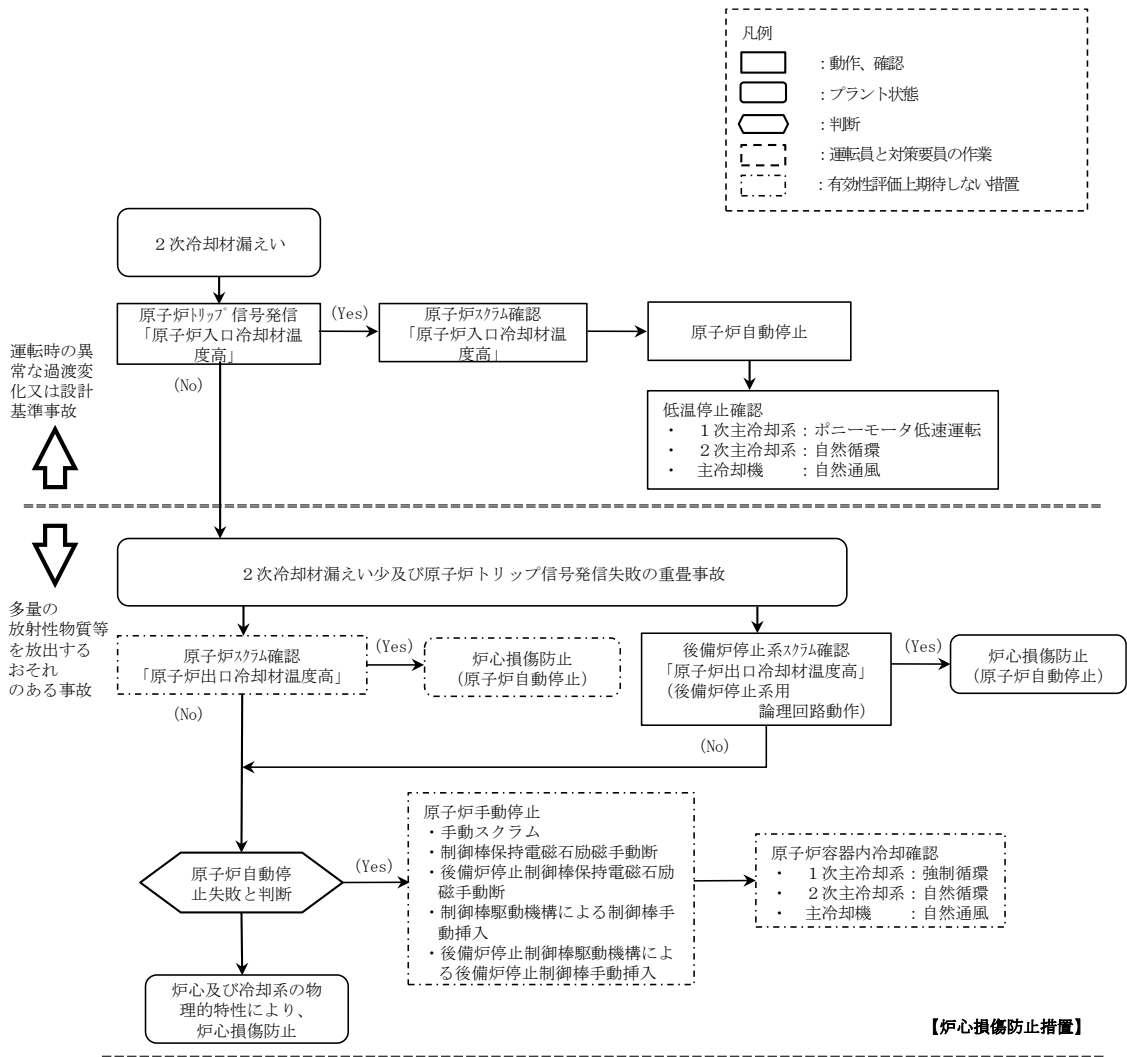 凡例
：動作、確認
：プラント状態
：判断
：運転員と対策要員の作業
：有効性評価上期待しない措置
２次冷却材漏えい
原子炉ﾄﾘｯﾌﾟ信号発信
「原子炉入口冷却材温
度高」
(Yes)
原子炉ｽｸﾗﾑ確認
「原子炉入口冷却材温
度高」
原子炉自動停止
(No)
運転時の異
常な過渡変
化又は設計
基準事故
低温停止確認
・　１次主冷却系：ポニーモータ低速運転
・　２次主冷却系：自然循環
・　主冷却機　　：自然通風
２次冷却材漏えい少及び原子炉トリップ信号発信失敗の重畳事故
多量の
放射性物質等
を放出する
おそれ
のある事故
原子炉ｽｸﾗﾑ確認
「原子炉出口冷却材温度高」
(Yes)
炉心損傷防止
(原子炉自動停止)
後備炉停止系ｽｸﾗﾑ確認
「原子炉出口冷却材温度高」
（後備炉停止系用
論理回路動作）
(Yes)
炉心損傷防止
(原子炉自動停止)
(No)
(No)
原子炉自動停
止失敗と判断
(Yes)
原子炉手動停止
・手動スクラム
・制御棒保持電磁石励磁手動断
・後備炉停止制御棒保持電磁石励
磁手動断
・制御棒駆動機構による制御棒手
動挿入
・後備炉停止制御棒駆動機構によ
る後備炉停止制御棒手動挿入
原子炉容器内冷却確認
・　１次主冷却系：強制循環
・　２次主冷却系：自然循環
・　主冷却機　　：自然通風
炉心及び冷却系の物
理的特性により、
炉心損傷防止
【炉心損傷防止措置】